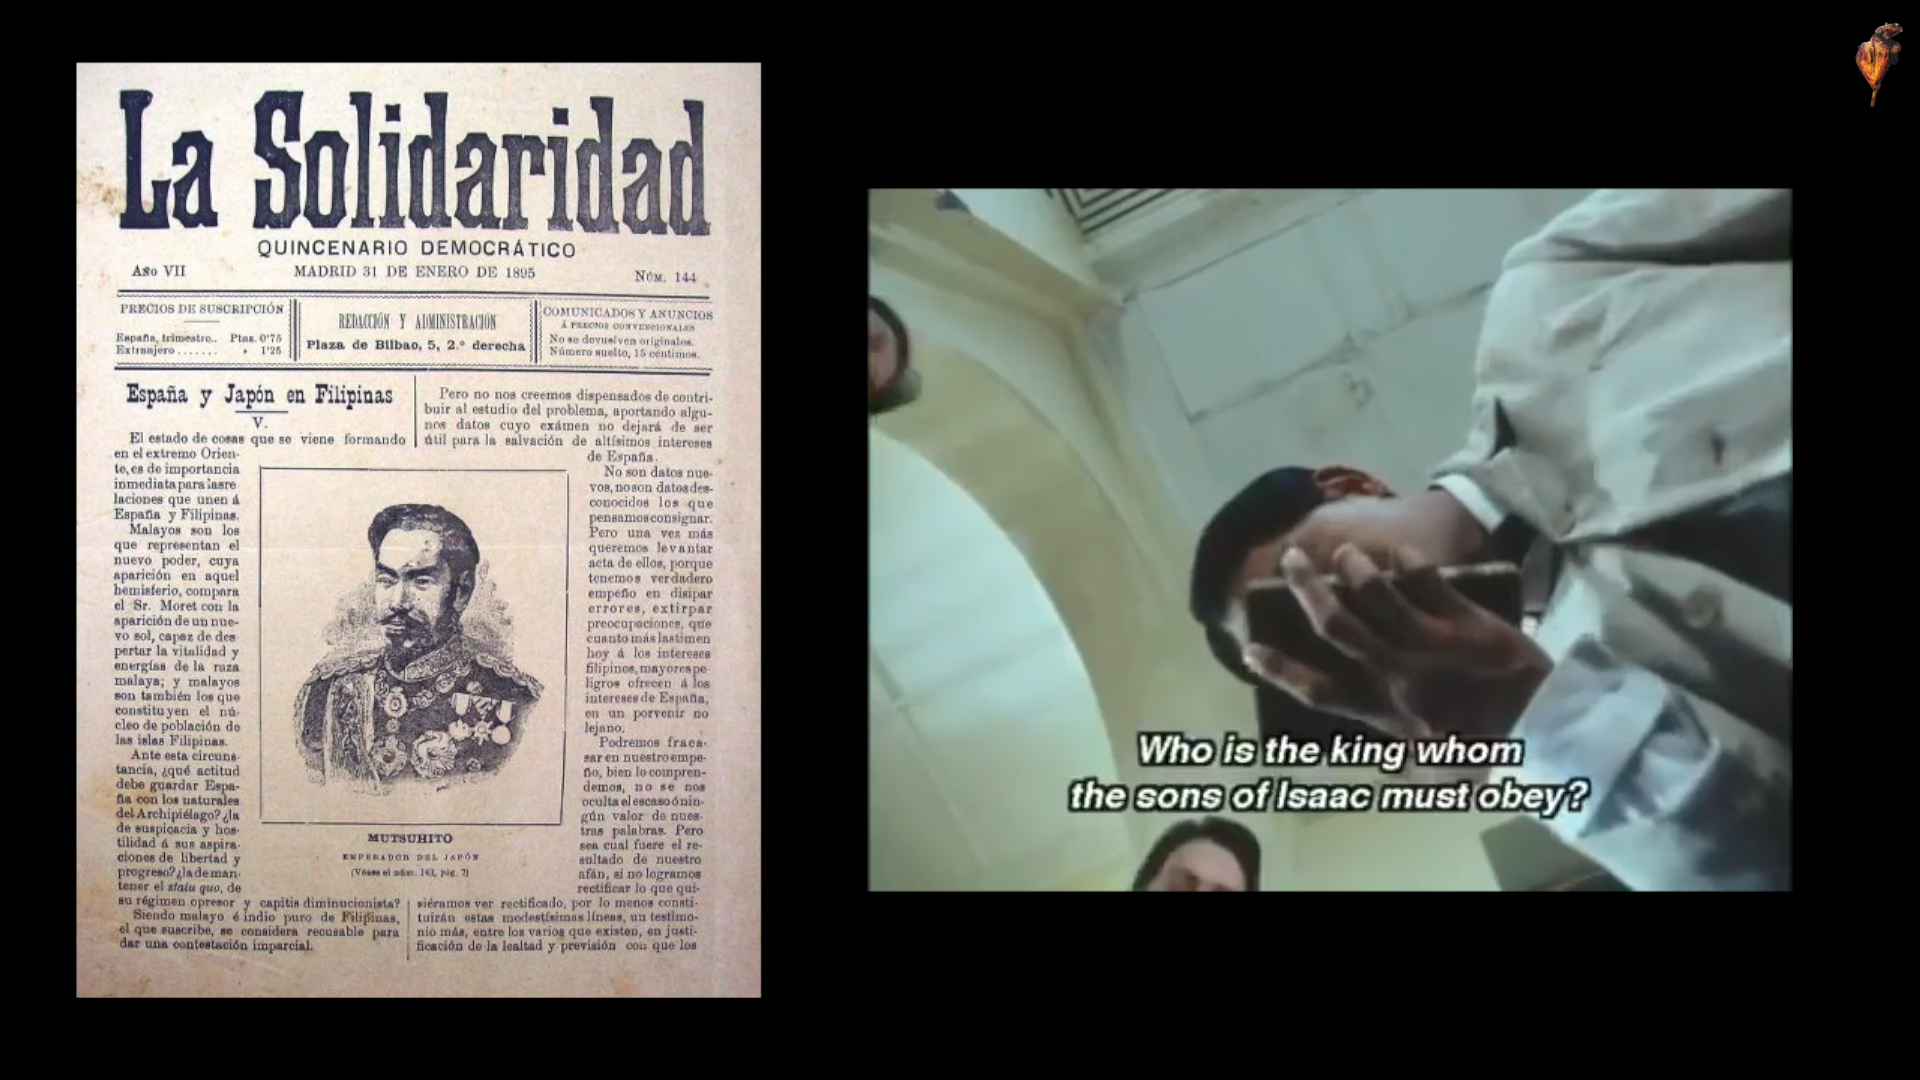 La Solidaridad
QUINCENARIO DEMOCRÁTICO
Año VII
MADRID 31 DE ENERO DE 1895
NÚM. 144
PRECIOS DE SUSCRIPCIÓN
España, trimestre.. Ptas. 0'75
Extranjero ....... » 1'25
REDACCIÓN Y ADMINISTRACIÓN
Plaza de Bilbao, 5, 2.º derecha
COMUNICADOS Y ANUNCIOS
Á PRECIOS CONVENCIONALES
No se devuelven originales.
Número suelto, 15 céntimos.
España y Japón en Filipinas
V.
El estado de cosas que se viene formando
en el extremo Orien-
te, es de importancia
inmediata para las re
laciones que unen á
España y Filipinas.
Malayos son los
que representan el
nuevo poder, cuya
aparición en aquel
hemisferio, compara
el Sr. Moret con la
aparición de un nue-
vo sol, capaz de des
pertar la vitalidad y
energías de la raza
malaya; y malayos
son también los que
constituyen el nú-
cleo de población de
las islas Filipinas.
Ante esta circuns-
tancia, ¿qué actitud
debe guardar Espa-
ña con los naturales
del Archipiélago? ¿la
de suspicacia y hos-
tilidad á sus aspira-
ciones de libertad y
progreso? ¿la de man-
tener el statu quo, de
su régimen opresor y capitis diminucionista?
Siendo malayo é indio puro de Filipinas,
el que suscribe, se considera recusable para
dar una contestación imparcial.
MUTSUHITO
EMPERADOR DEL JAPÓN
(Véase el núm. 143, pág. 7)
Pero no nos creemos dispensados de contri-
buir al estudio del problema, aportando algu-
nos datos cuyo exámen no dejará de ser
útil para la salvación de altísimos intereses
de España.
No son datos nue-
vos, no son datos des-
conocidos los que
pensamos consignar.
Pero una vez más
queremos levantar
acta de ellos, porque
tenemos verdadero
empeño en disipar
errores, extirpar
preocupaciones, que
cuanto más lastimen
hoy á los intereses
filipinos, mayores pe-
ligros ofrecen á los
intereses de España,
en un porvenir no
lejano.
Podremos fraca-
sar en nuestro empe-
ño, bien lo compren-
demos, no se nos
oculta el escaso ó nin-
gún valor de nues-
tras palabras. Pero
sea cual fuere el re-
sultado de nuestro
afán, si no logramos
rectificar lo que qui-
siéramos ver rectificado, por lo menos consti-
tuirán estas modestísimas líneas, un testimo-
nio más, entre los varios que existen, en justi-
ficación de la lealtad y previsión con que los
Who is the king whom
the sons of Isaac must obey?